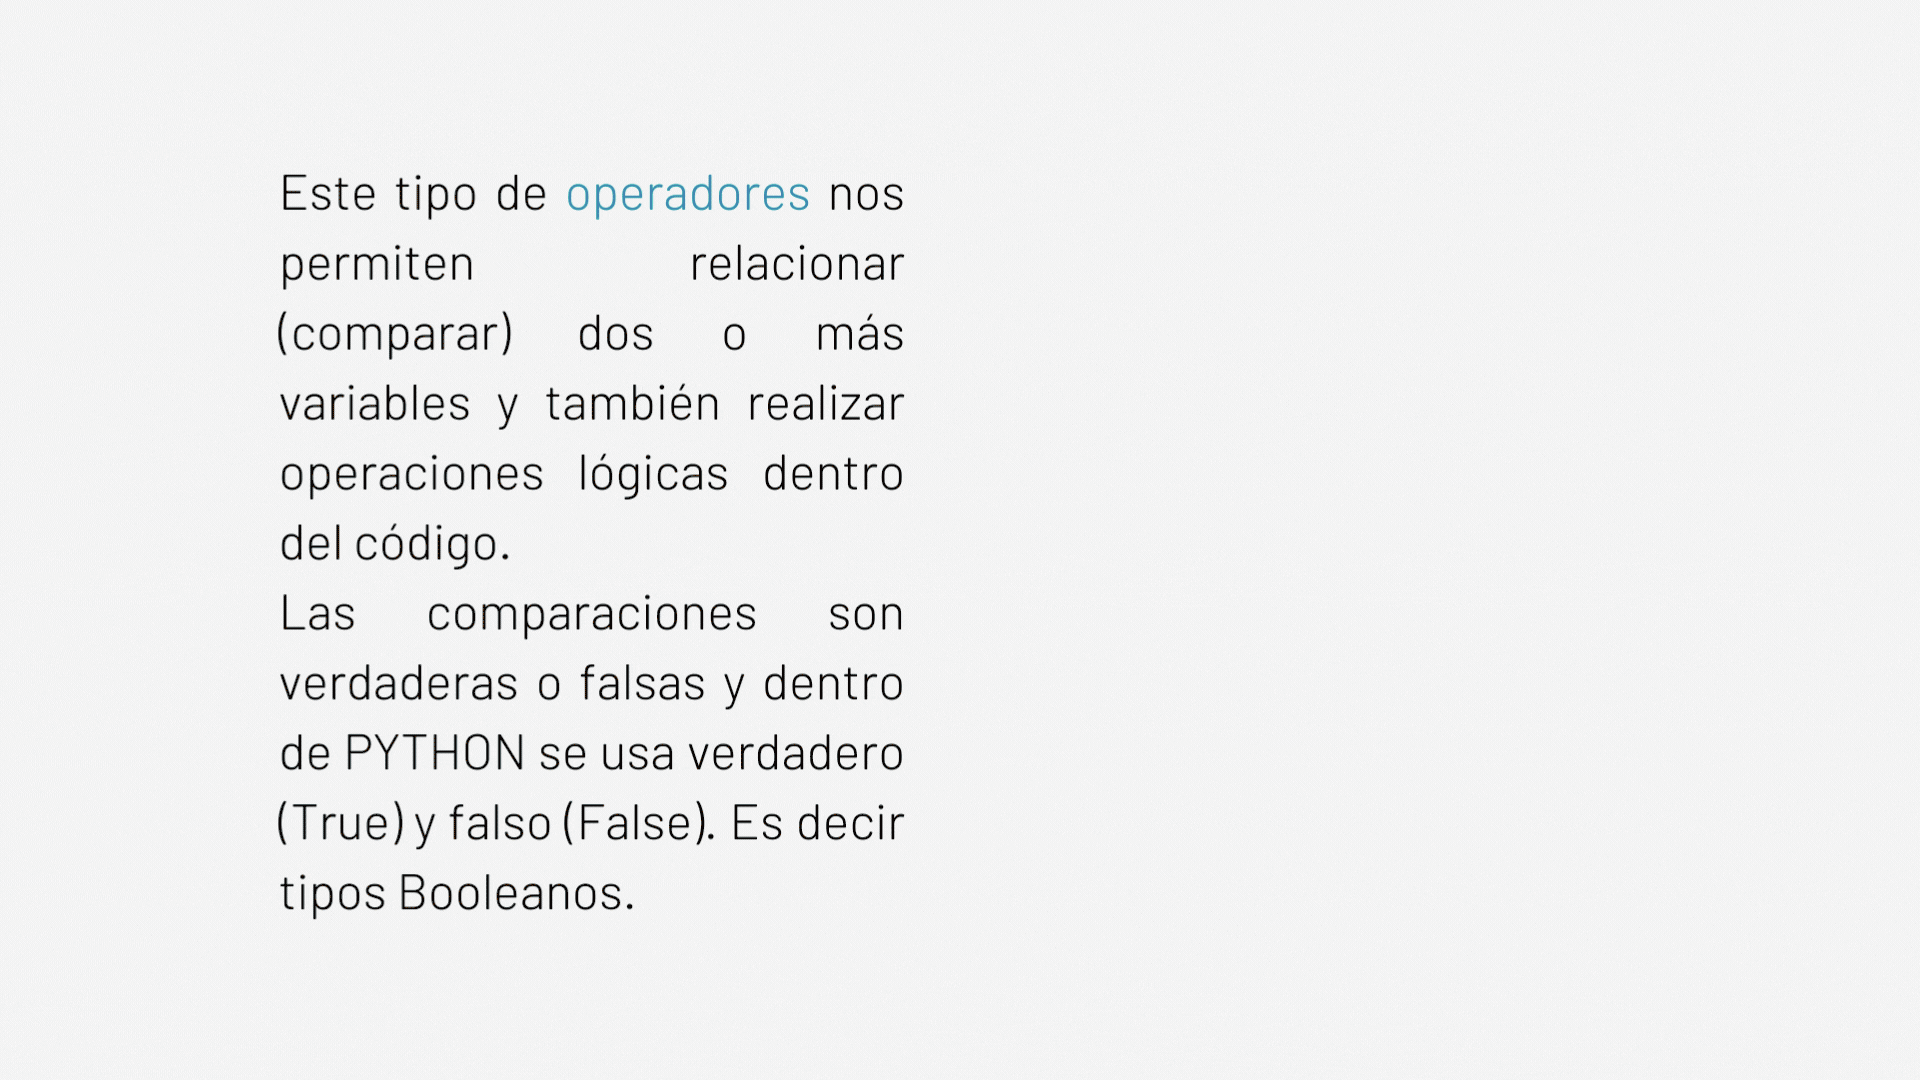 Este tipo de operadores nos
permiten relacionar
(comparar) dos o más
variables y también realizar
operaciones lógicas dentro
del código.
Las comparaciones son
verdaderas o falsas y dentro
de PYTHON se usa verdadero
(True) y falso (False). Es decir
tipos Booleanos.